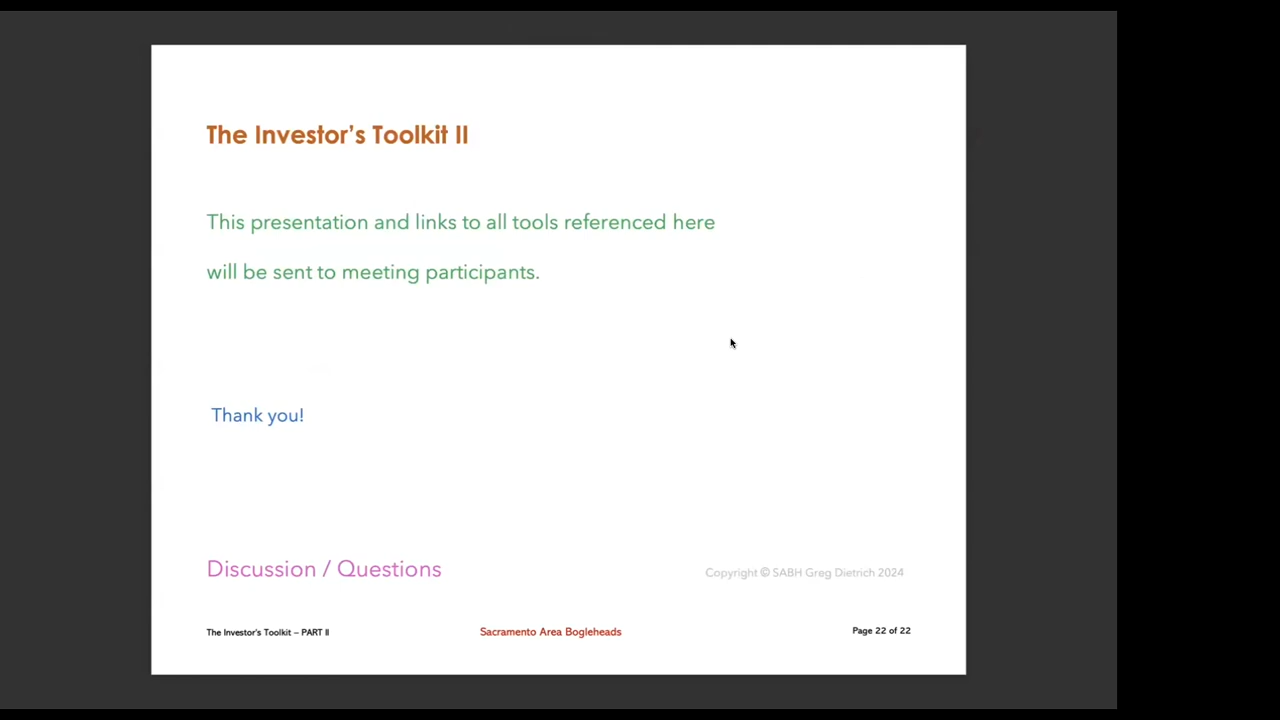 The Investor’s Toolkit II
This presentation and links to all tools referenced here
will be sent to meeting participants.
Thank you!
Discussion / Questions
Copyright © SABH Greg Dietrich 2024
The Investor's Toolkit – PART II
Sacramento Area Bogleheads
Page 22 of 22